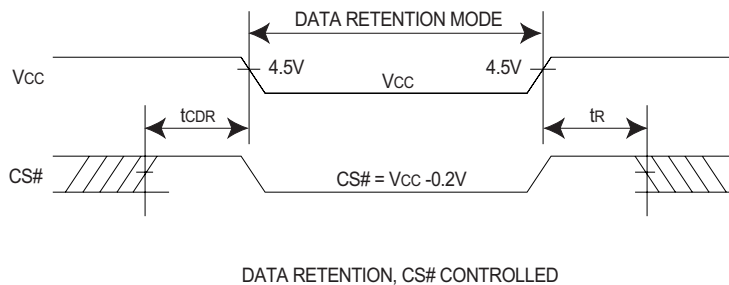 DATA RETENTION MODE
4.5V
4.5V
VCC
VCC
tCDR
tR
CS#
CS# = VCC -0.2V
DATA RETENTION, CS# CONTROLLED